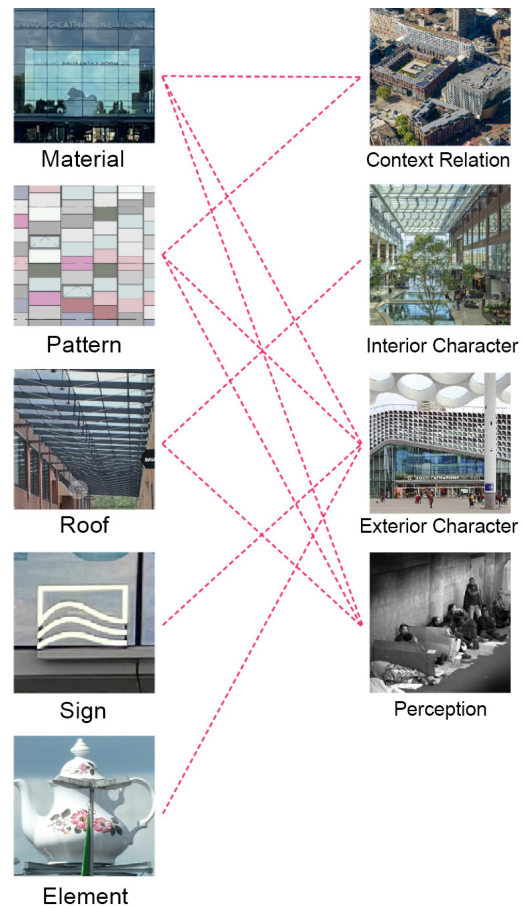 Material
Context Relation
Pattern
Interior Character
Roof
Exterior Character
Sign
Perception
Element